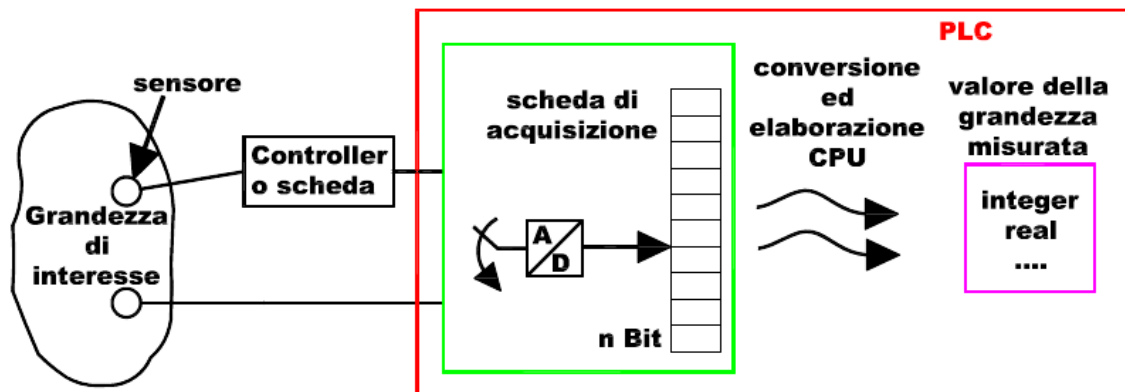 PLC
sensore
Controller
o scheda
Grandezza
di
interesse
scheda di
acquisizione
A
D
n Bit
conversione
ed
elaborazione
CPU
valore della
grandezza
misurata
integer
real
....